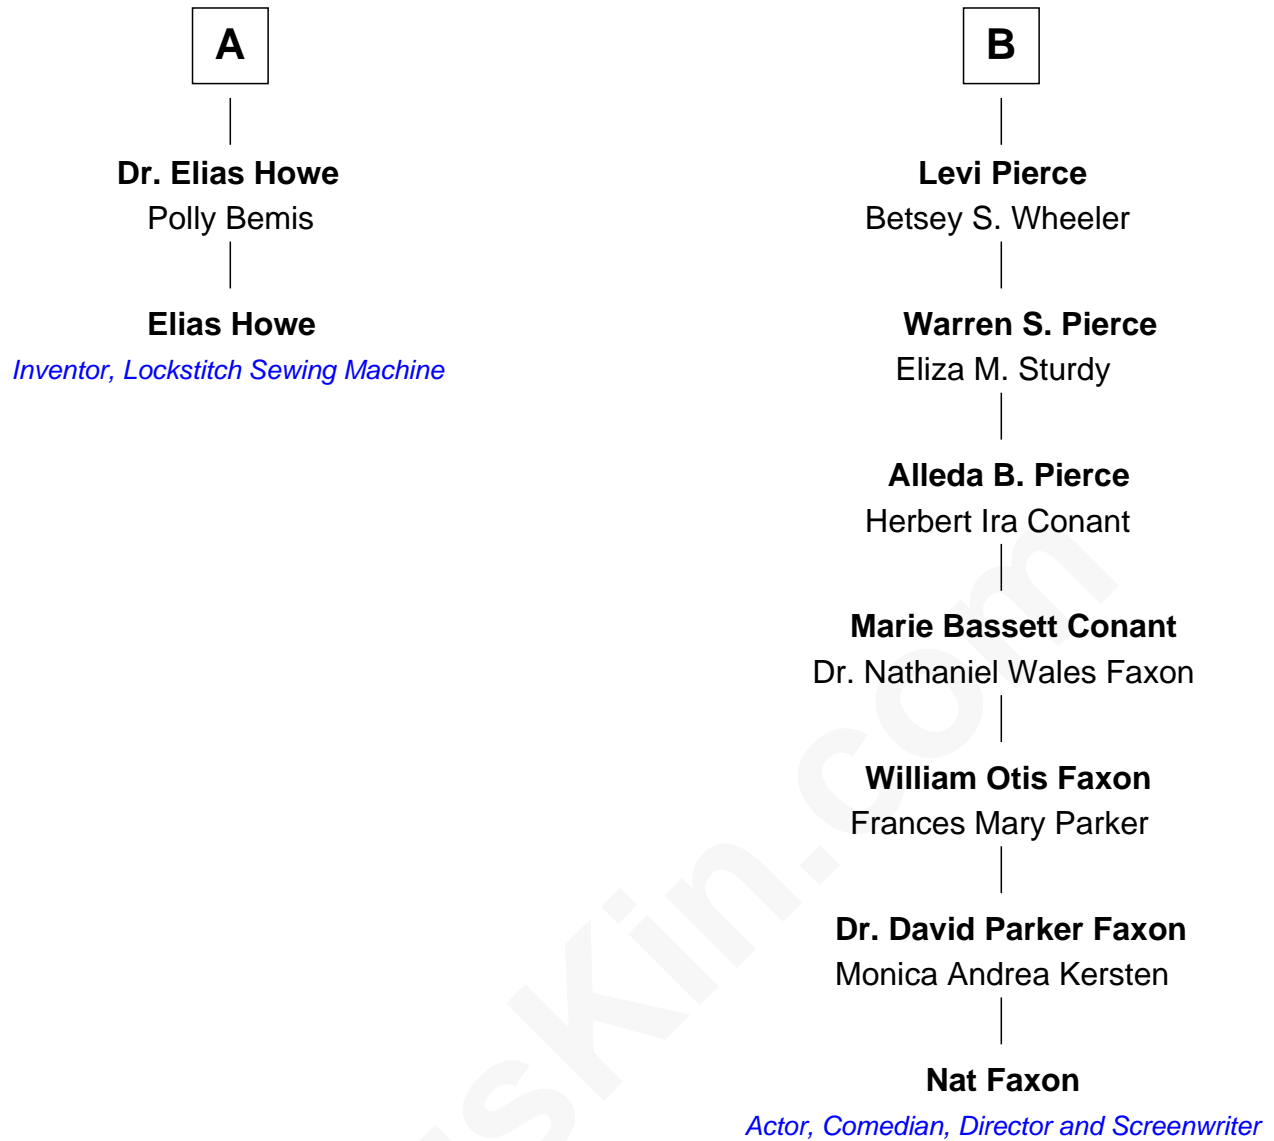 A
Dr. Elias Howe
Polly Bemis
Elias Howe
Inventor, Lockstitch Sewing Machine
B
Levi Pierce
Betsey S. Wheeler
Warren S. Pierce
Eliza M. Sturdy
Alleda B. Pierce
Herbert Ira Conant
Marie Bassett Conant
Dr. Nathaniel Wales Faxon
William Otis Faxon
Frances Mary Parker
Dr. David Parker Faxon
Monica Andrea Kersten
Nat Faxon
Actor, Comedian, Director and Screenwriter